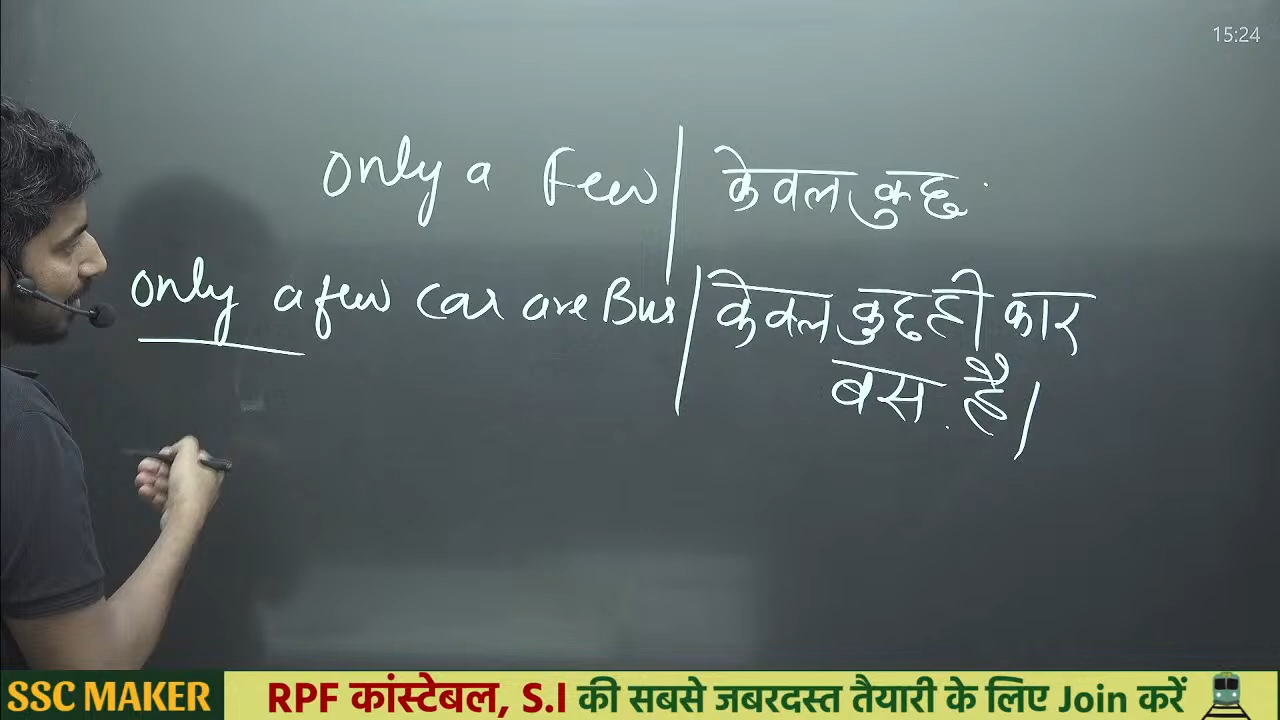 15:24
only a Few | केवल कुछ
only a few Car are Bus | केवल कुछ ही कार
बस है|
SSC MAKER RPF कांस्टेबल, S.I की सबसे जबरदस्त तैयारी के लिए Join करें